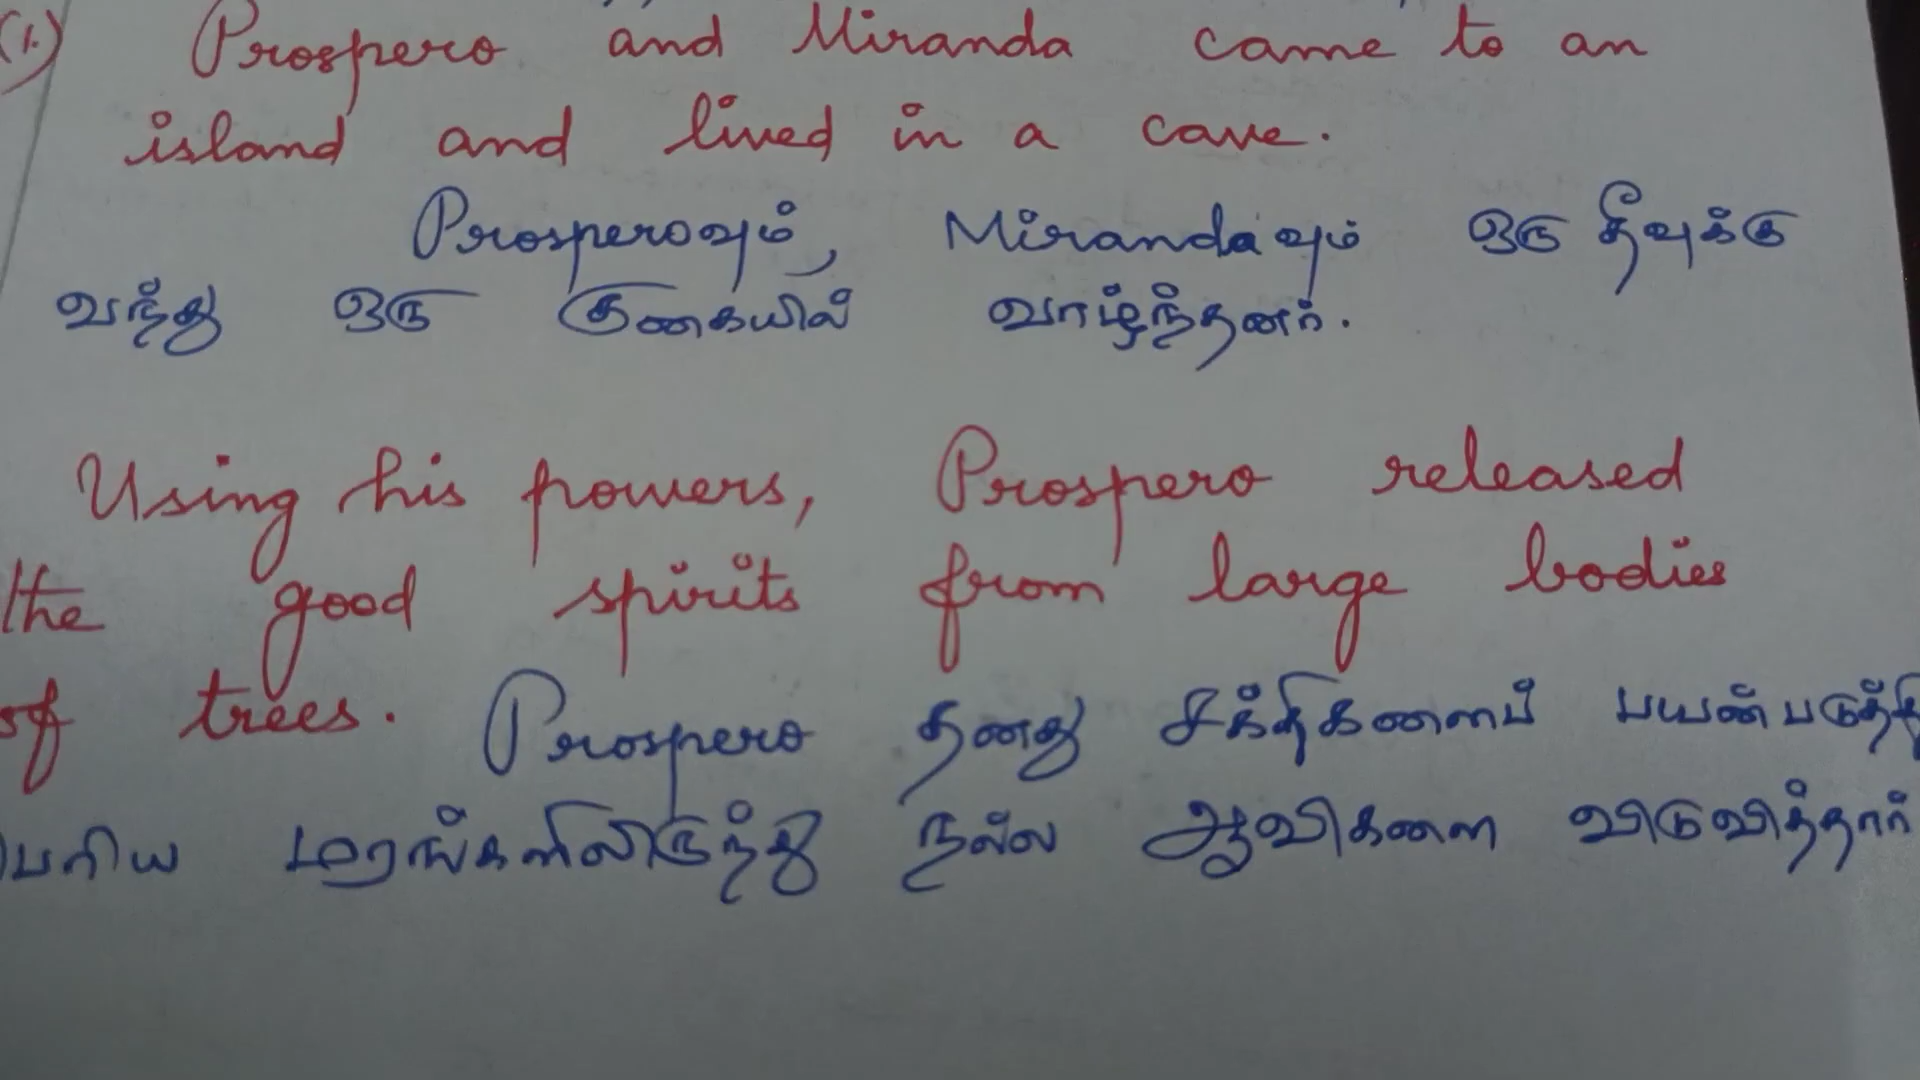 (1.) Prospero and Miranda came to an
island and lived in a cave.
Prosperoவும், Mirandaவும் ஒரு தீவுக்கு
வந்து ஒரு குகையில் வாழ்ந்தனர்.
Using his powers, Prospero released
the good spirits from large bodies
of trees. Prospero தனது சக்திகளைப் பயன்படுத்தி
பெரிய மரங்களிலிருந்து நல்ல ஆவிகளை விடுவித்தார்